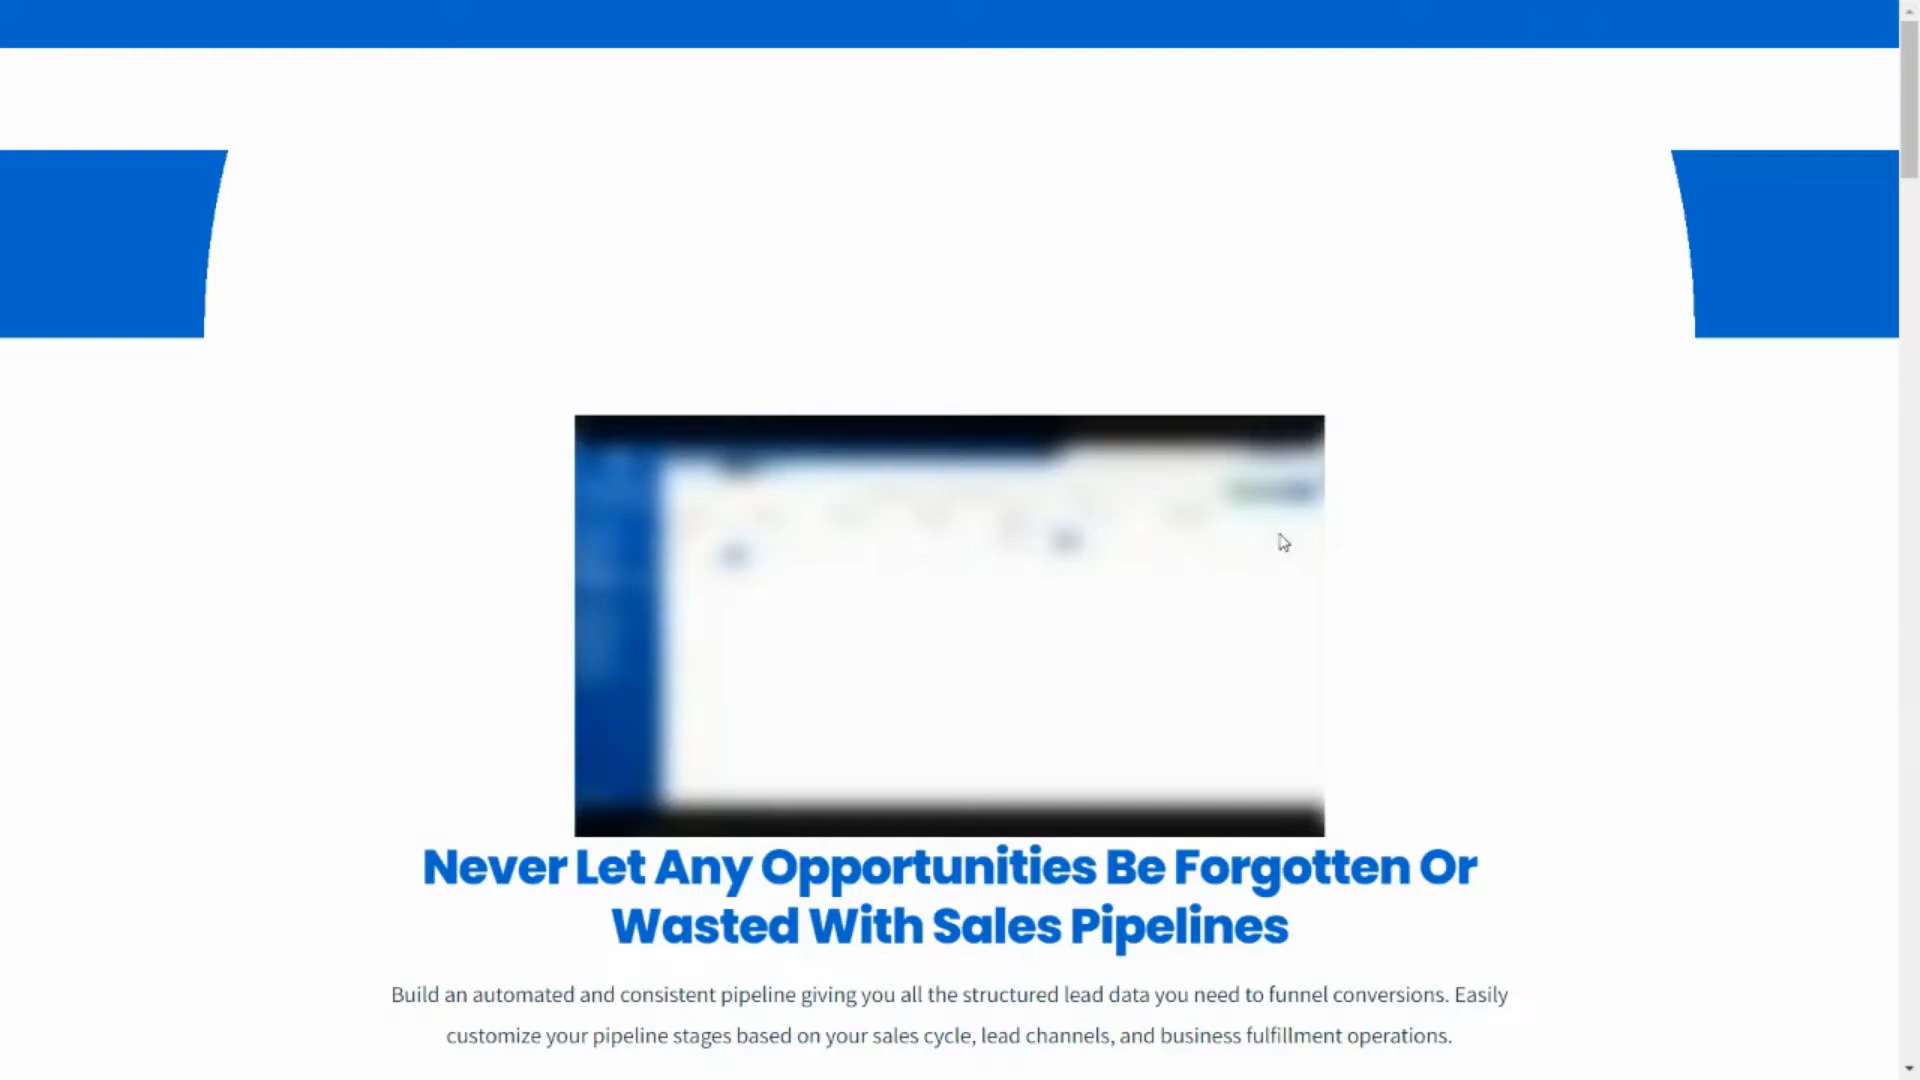 Never Let Any Opportunities Be Forgotten Or
Wasted With Sales Pipelines
Build an automated and consistent pipeline giving you all the structured lead data you need to funnel conversions. Easily
customize your pipeline stages based on your sales cycle, lead channels, and business fulfillment operations.